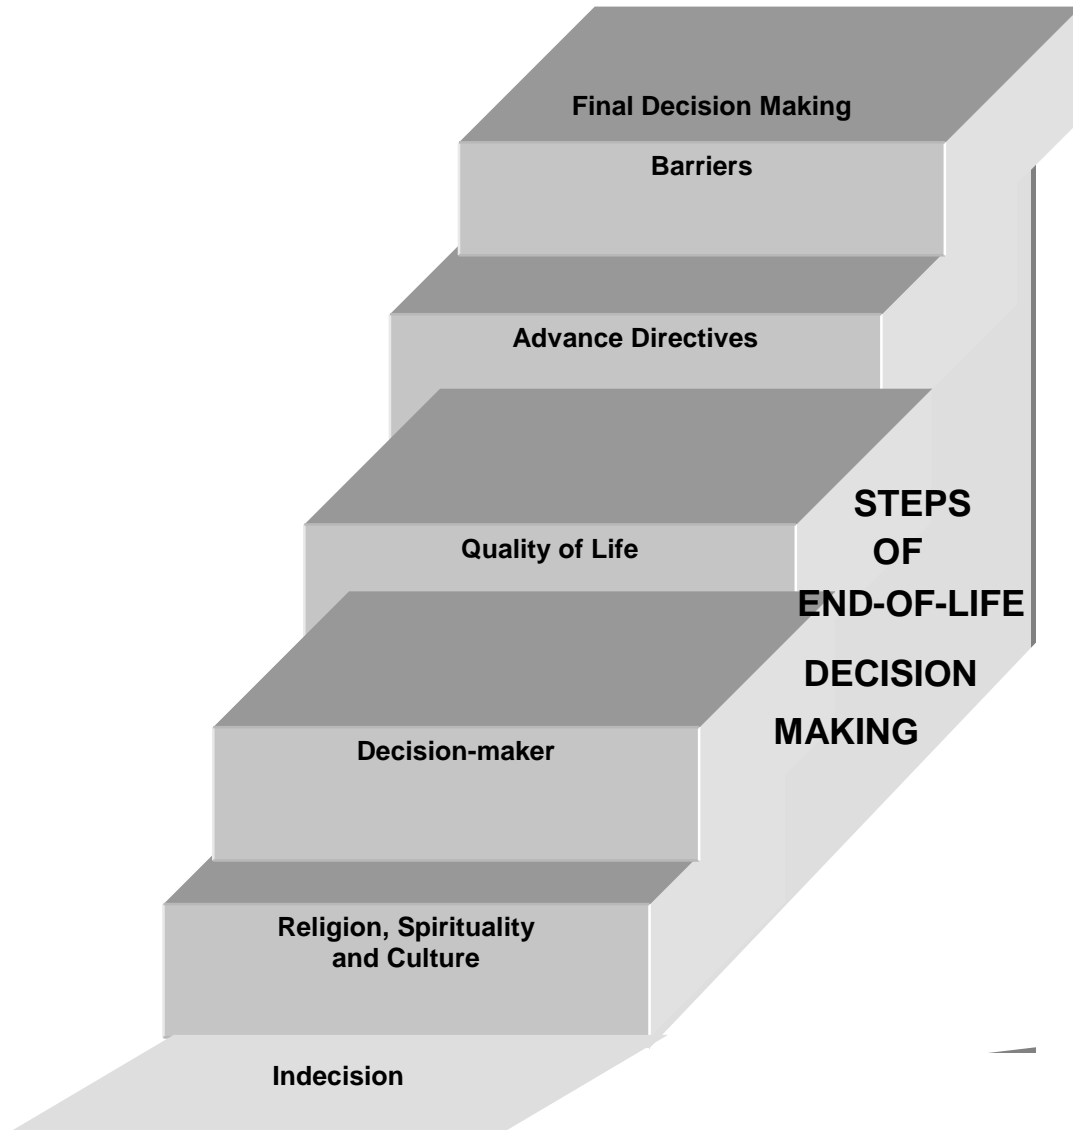 Final Decision Making
Barriers
Advance Directives
Quality of Life
Decision-maker
Religion, Spirituality
and Culture
Indecision
STEPS
OF
END-OF-LIFE
DECISION
MAKING